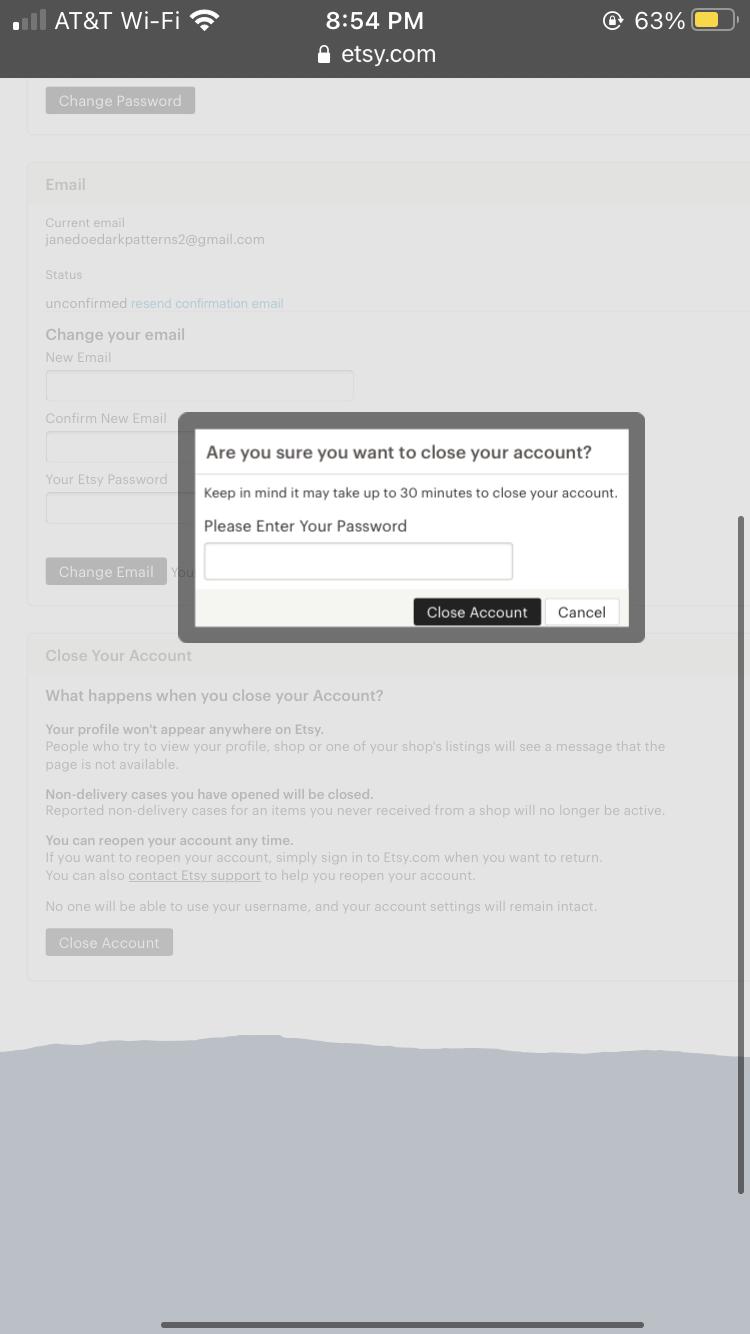 AT&T Wi-Fi 8:54 PM 63%
etsy.com
Change Password
Email
Current email
janedoedarkpatterns2@gmail.com
Status
unconfirmed resend confirmation email
Change your email
New Email
Confirm New Email
Your Etsy Password
Change Email You
Are you sure you want to close your account?
Keep in mind it may take up to 30 minutes to close your account.
Please Enter Your Password
Close Account Cancel
Close Your Account
What happens when you close your Account?
Your profile won't appear anywhere on Etsy.
People who try to view your profile, shop or one of your shop's listings will see a message that the
page is not available.
Non-delivery cases you have opened will be closed.
Reported non-delivery cases for an items you never received from a shop will no longer be active.
You can reopen your account any time.
If you want to reopen your account, simply sign in to Etsy.com when you want to return.
You can also contact Etsy support to help you reopen your account.
No one will be able to use your username, and your account settings will remain intact.
Close Account